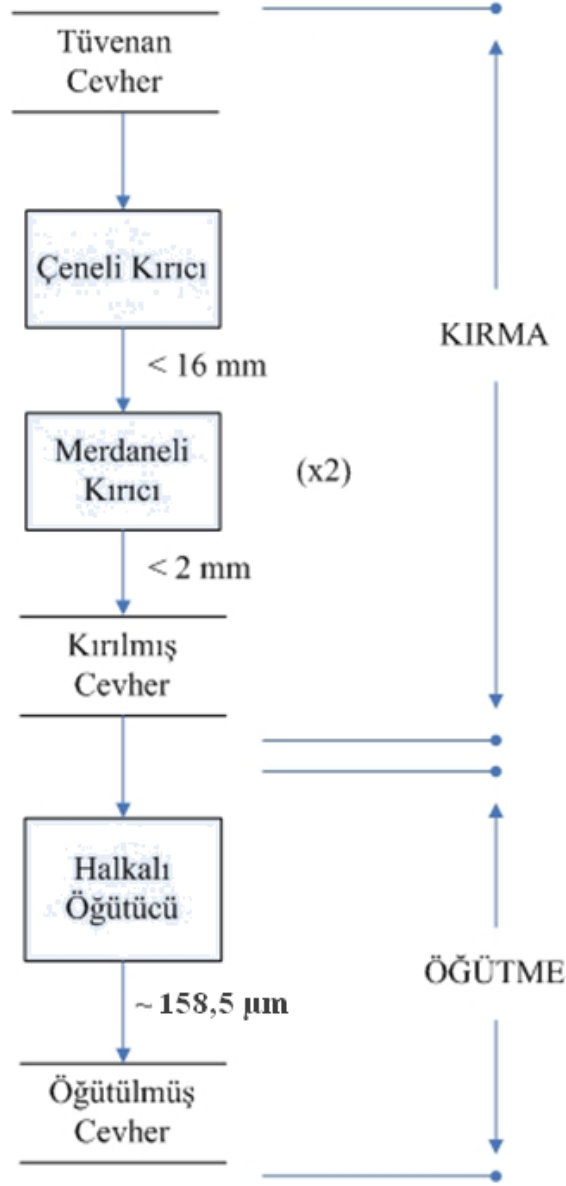 Tüvenan
Cevher
Çeneli Kırıcı
< 16 mm
KIRMA
Merdaneli
Kırıcı
(x2)
< 2 mm
Kırılmış
Cevher
Halkalı
Öğütücü
ÖĞÜTME
~ 158,5 µm
Öğütülmüş
Cevher